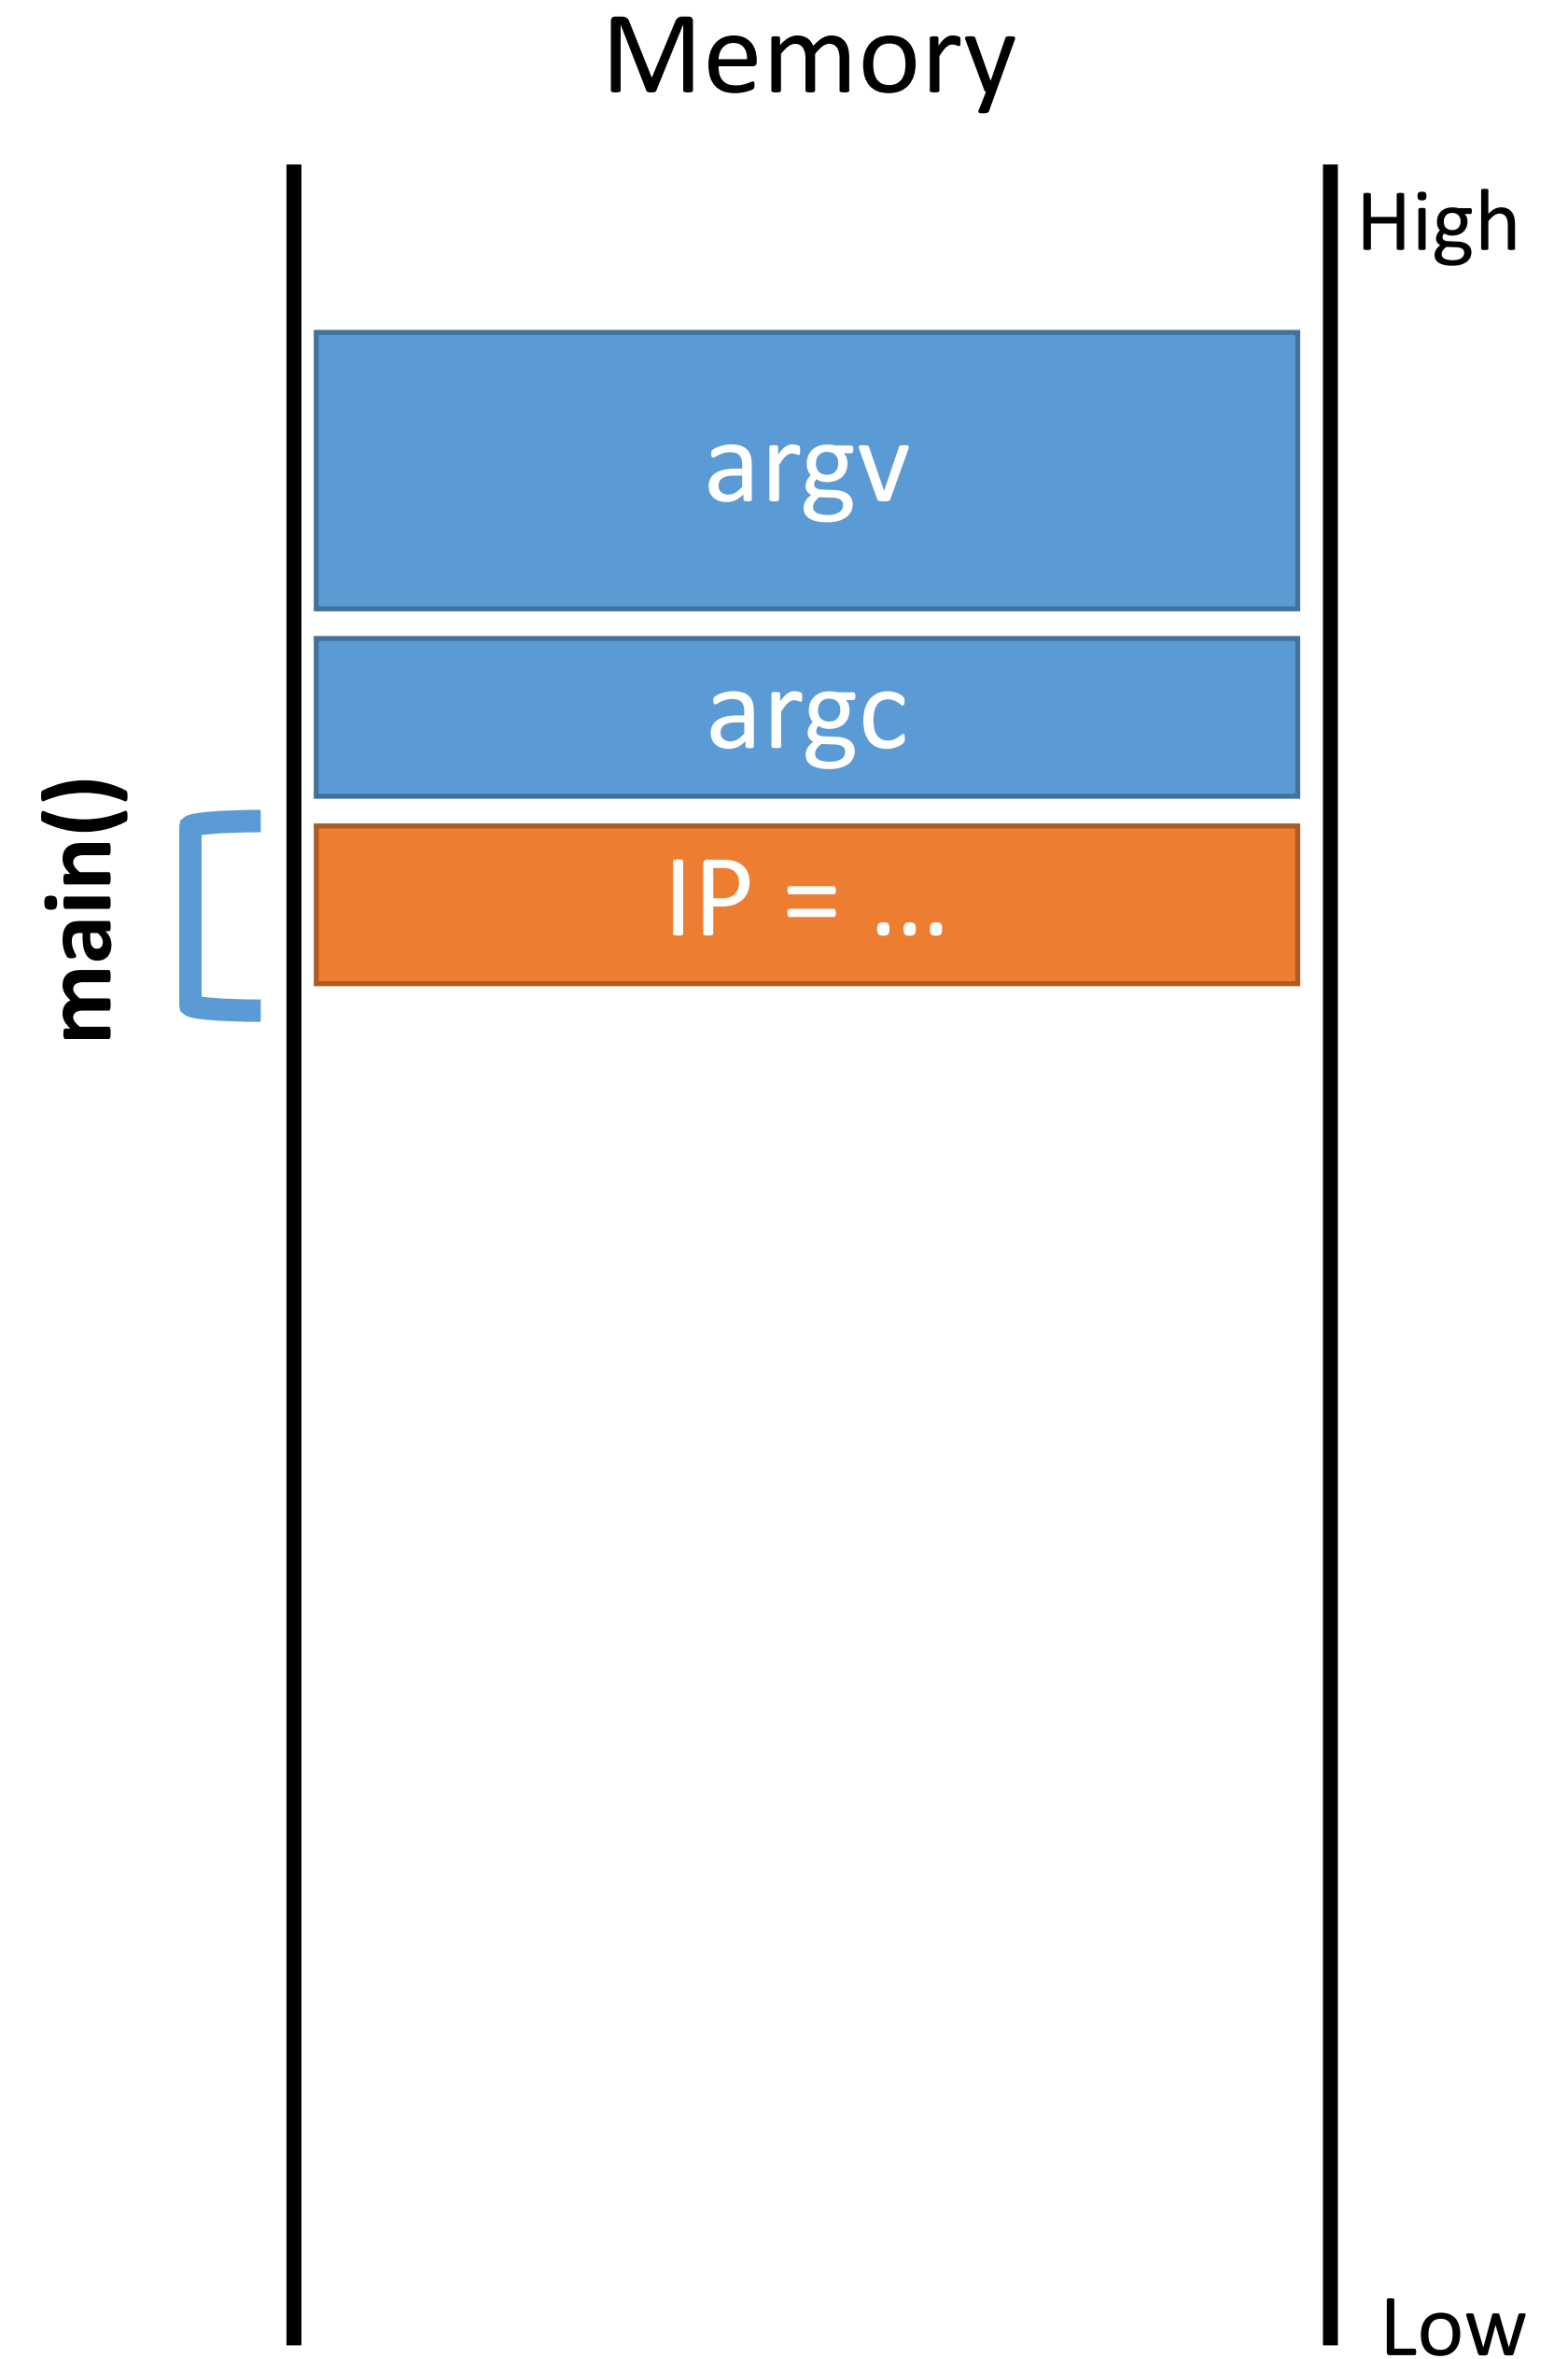 Memory
High
argv
argc
main()
IP = …
Low